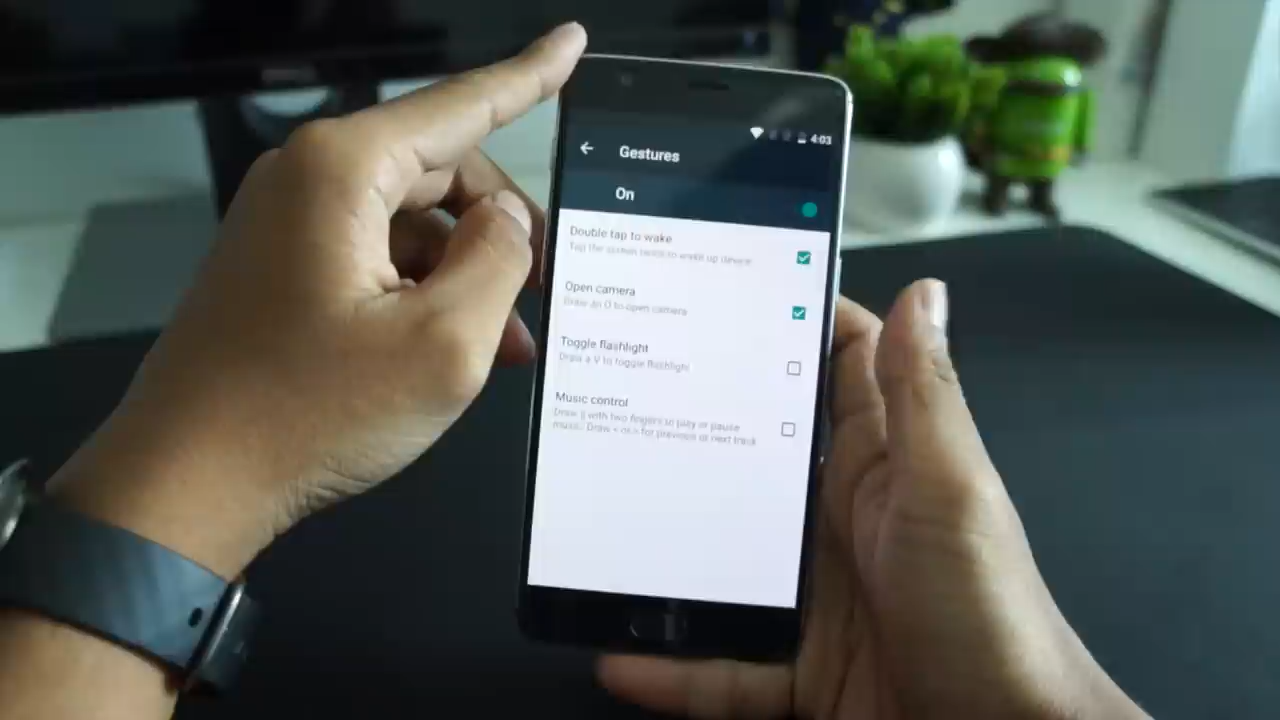 4:03
Gestures
On
Double tap to wake
Tap the screen twice to wake up device
Open camera
Draw an O to open camera
Toggle flashlight
Draw a V to toggle flashlight
Music control
Draw || with two fingers to play or pause
music. Draw < or > for previous or next track